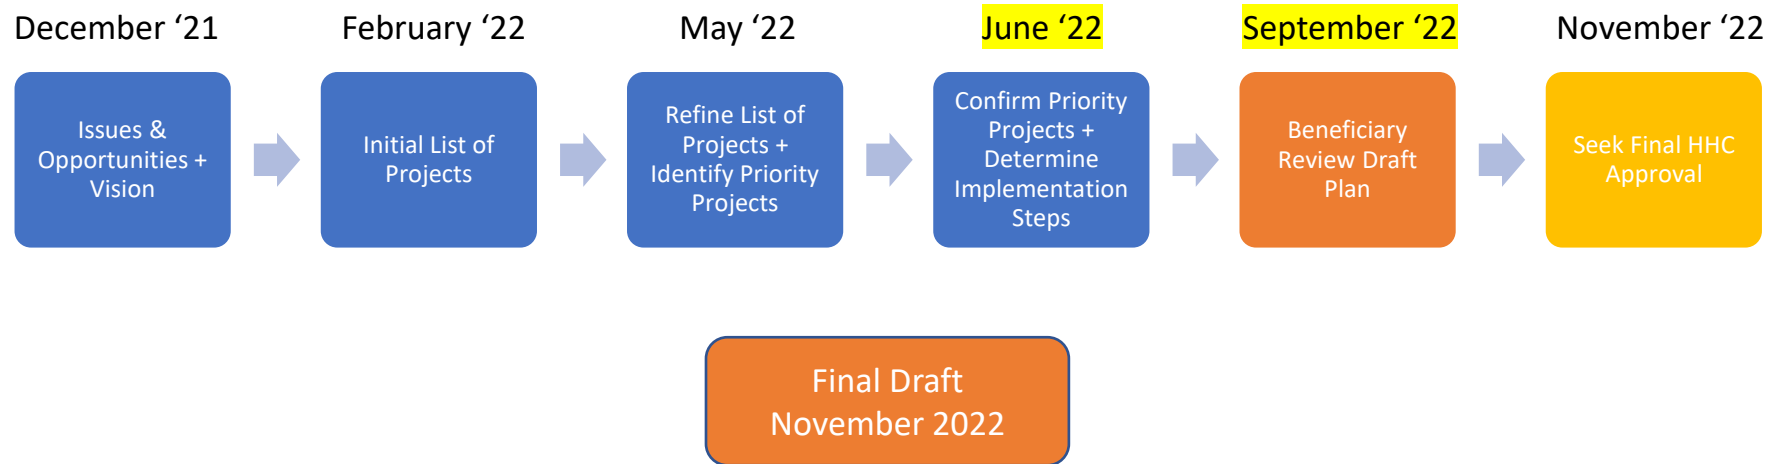 December ‘21
February ‘22
May ‘22
June ‘22
September ‘22
November ‘22
Issues &
Opportunities +
Vision
Initial List of
Projects
Refine List of
Projects +
Identify Priority
Projects
Confirm Priority
Projects +
Determine
Implementation
Steps
Beneficiary
Review Draft
Plan
Seek Final HHC
Approval
Final Draft
November 2022